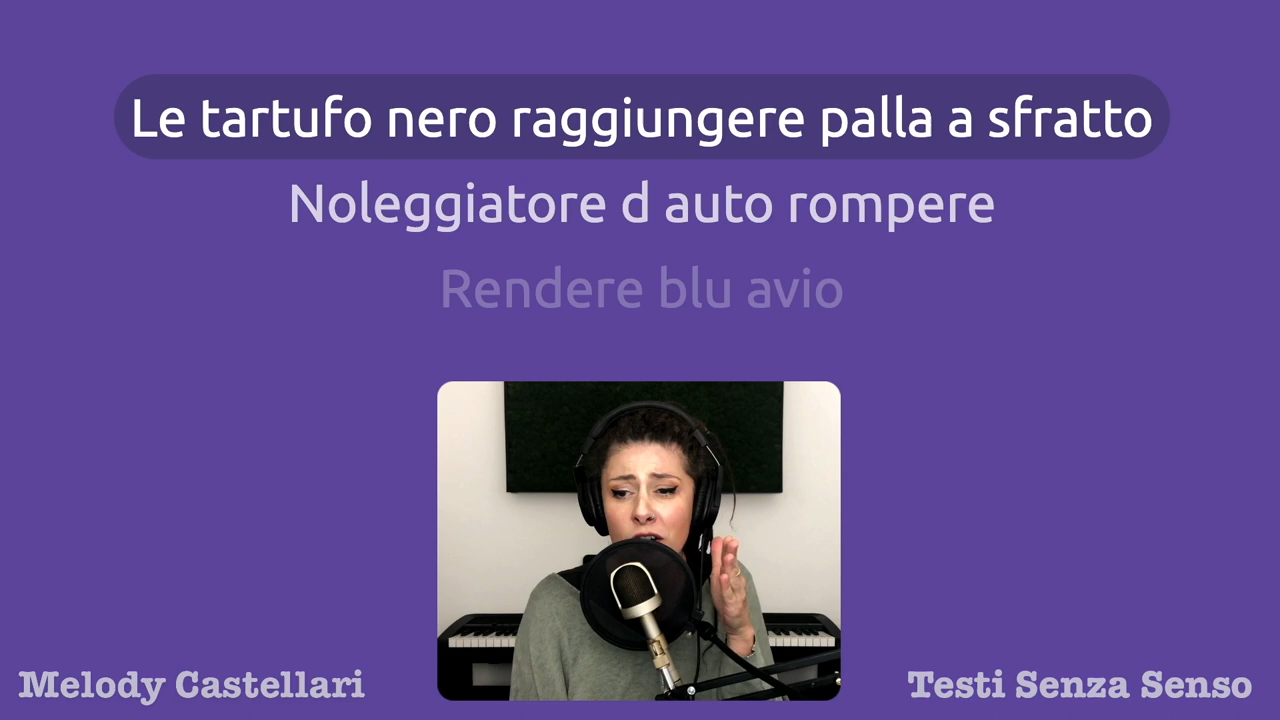 Le tartufo nero raggiungere palla a sfratto
Noleggiatore d auto rompere
Rendere blu avio
Melody Castellari
Testi Senza Senso